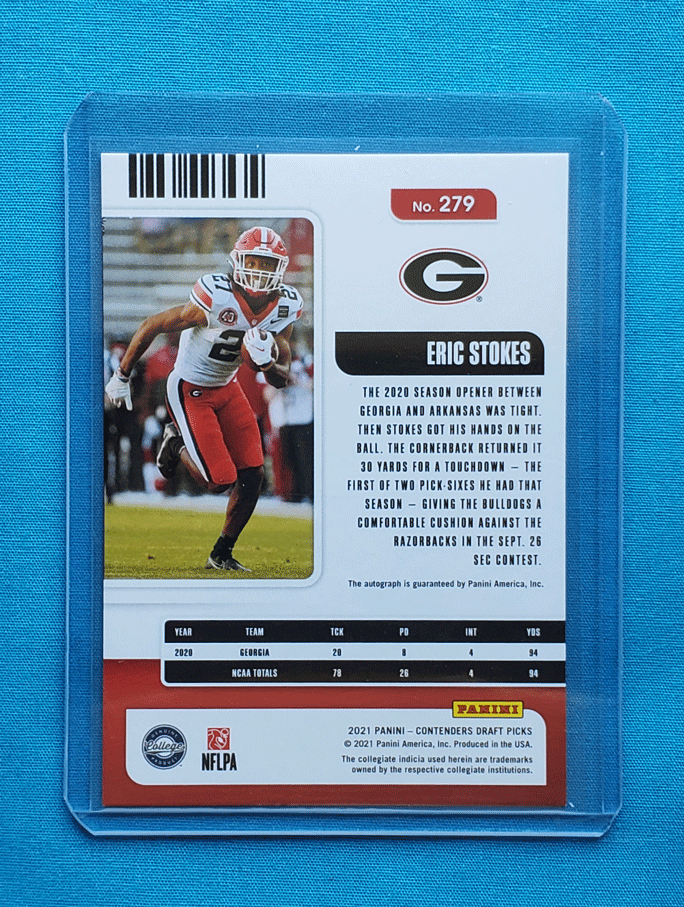 No. 279
G
®
ERIC STOKES
THE 2020 SEASON OPENER BETWEEN
GEORGIA AND ARKANSAS WAS TIGHT.
THEN STOKES GOT HIS HANDS ON THE
BALL. THE CORNERBACK RETURNED IT
30 YARDS FOR A TOUCHDOWN – THE
FIRST OF TWO PICK-SIXES HE HAD THAT
SEASON – GIVING THE BULLDOGS A
COMFORTABLE CUSHION AGAINST THE
RAZORBACKS IN THE SEPT. 26
SEC CONTEST.
The autograph is guaranteed by Panini America, Inc.
27
27
G
YEAR TEAM TCK PD INT YDS
2020 GEORGIA 20 8 4 94
NCAA TOTALS 78 26 4 94
PANINI
GENUINE
College
PRODUCT
NFLPA
2021 PANINI – CONTENDERS DRAFT PICKS
© 2021 Panini America, Inc. Produced in the USA.
The collegiate indicia used herein are trademarks
owned by the respective collegiate institutions.